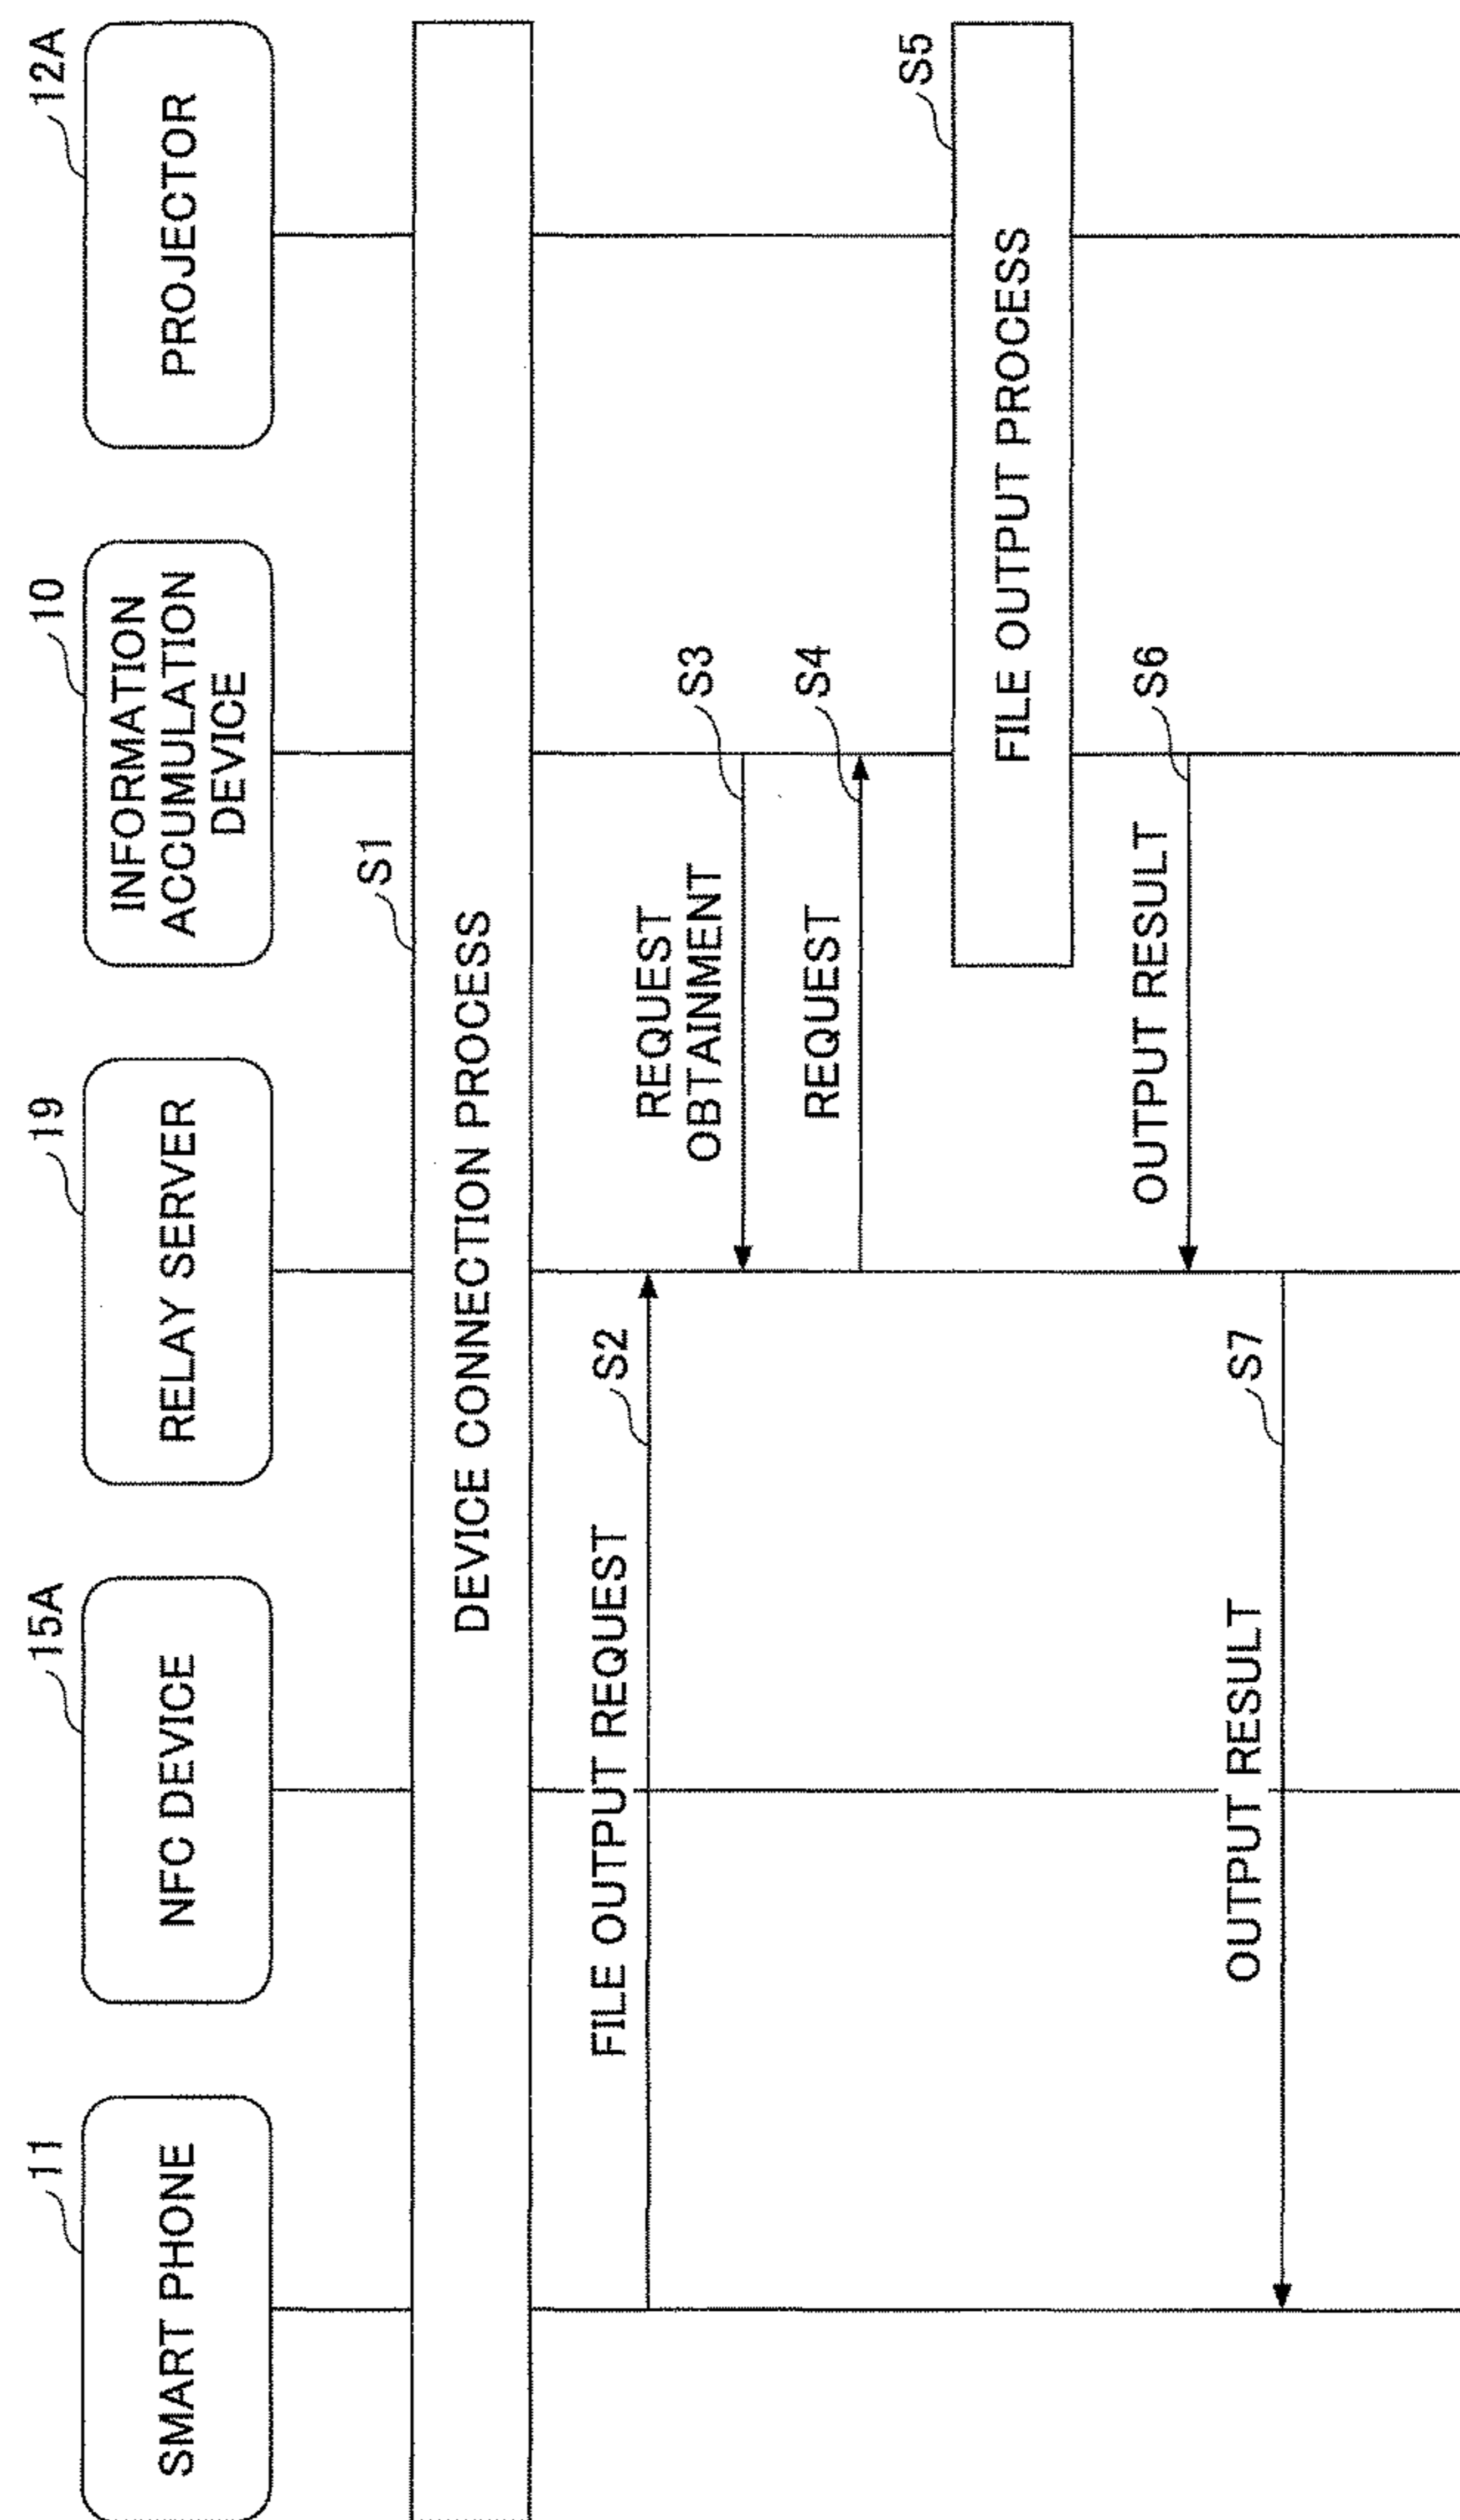 11
SMART PHONE
15A
NFC DEVICE
19
RELAY SERVER
10
INFORMATION
ACCUMULATION
DEVICE
12A
PROJECTOR
S1
DEVICE CONNECTION PROCESS
FILE OUTPUT REQUEST
S2
REQUEST
OBTAINMENT
S3
REQUEST
S4
S5
FILE OUTPUT PROCESS
OUTPUT RESULT
S6
OUTPUT RESULT
S7